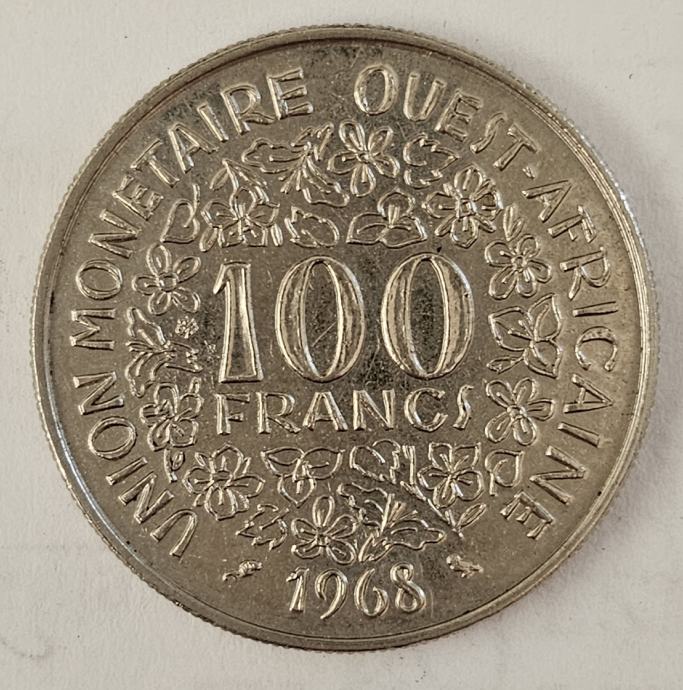 UNION MONETAIRE OUEST-AFRICAINE
100
FRANCS
1968